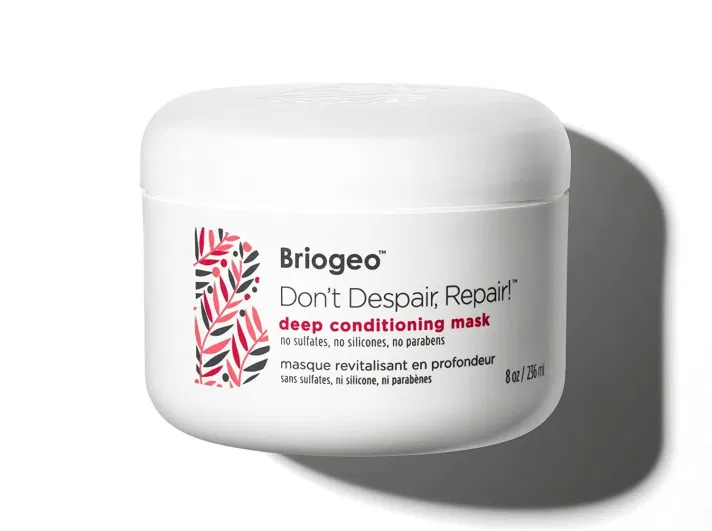 Briogeo™
Don't Despair, Repair!™
deep conditioning mask
no sulfates, no silicones, no parabens
masque revitalisant en profondeur
sans sulfates, ni silicone, ni parabènes
8 oz / 236 ml